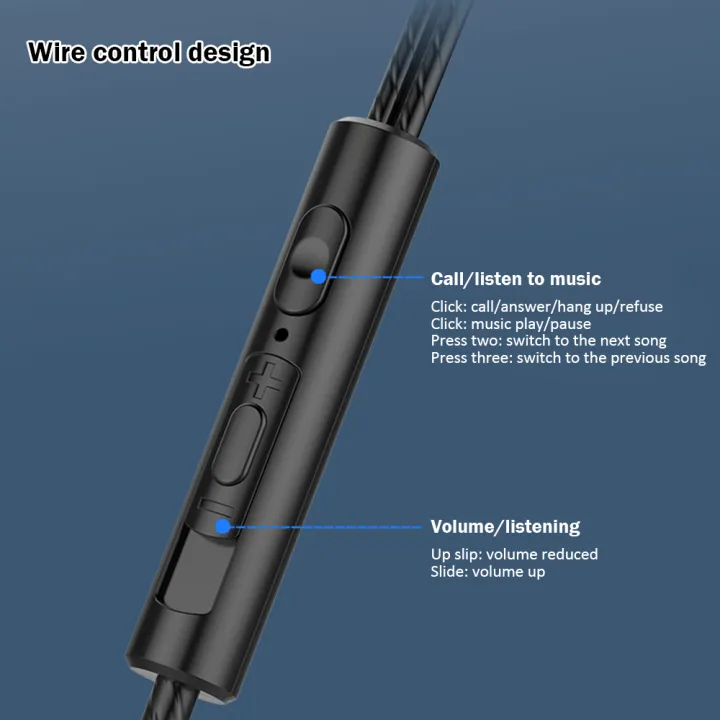 Wire control design
Call/listen to music
Click: call/answer/hang up/refuse
Click: music play/pause
Press two: switch to the next song
Press three: switch to the previous song
Volume/listening
Up slip: volume reduced
Slide: volume up